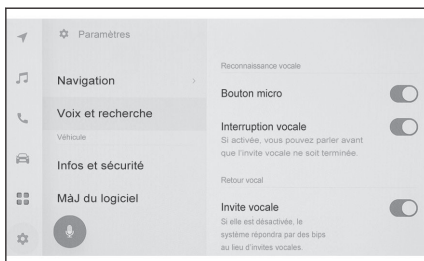 Paramètres
Navigation
Voix et recherche
Véhicule
Infos et sécurité
MàJ du logiciel
Reconnaissance vocale
Bouton micro
Interruption vocale
Si activée, vous pouvez parler avant
que l'invite vocale ne soit terminée.
Retour vocal
Invite vocale
Si elle est désactivée, le
système répondra par des bips
au lieu d'invites vocales.